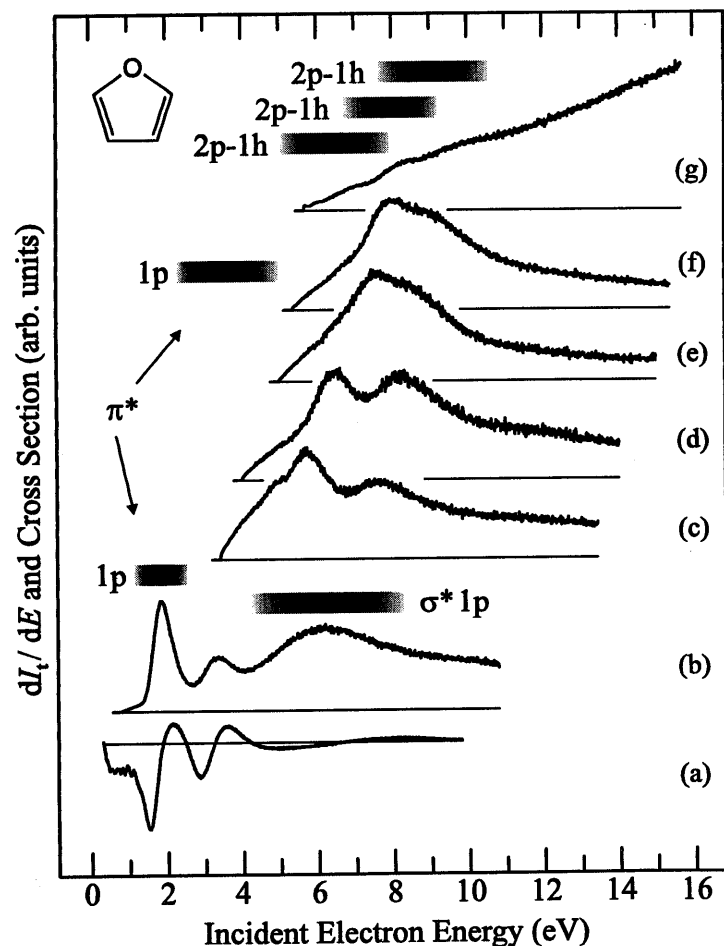 O
2p-1h
2p-1h
2p-1h
(g)
1p
(f)
(e)
π*
(d)
(c)
1p
σ* 1p
(b)
(a)
dIt/ dE and Cross Section (arb. units)
0 2 4 6 8 10 12 14 16
Incident Electron Energy (eV)